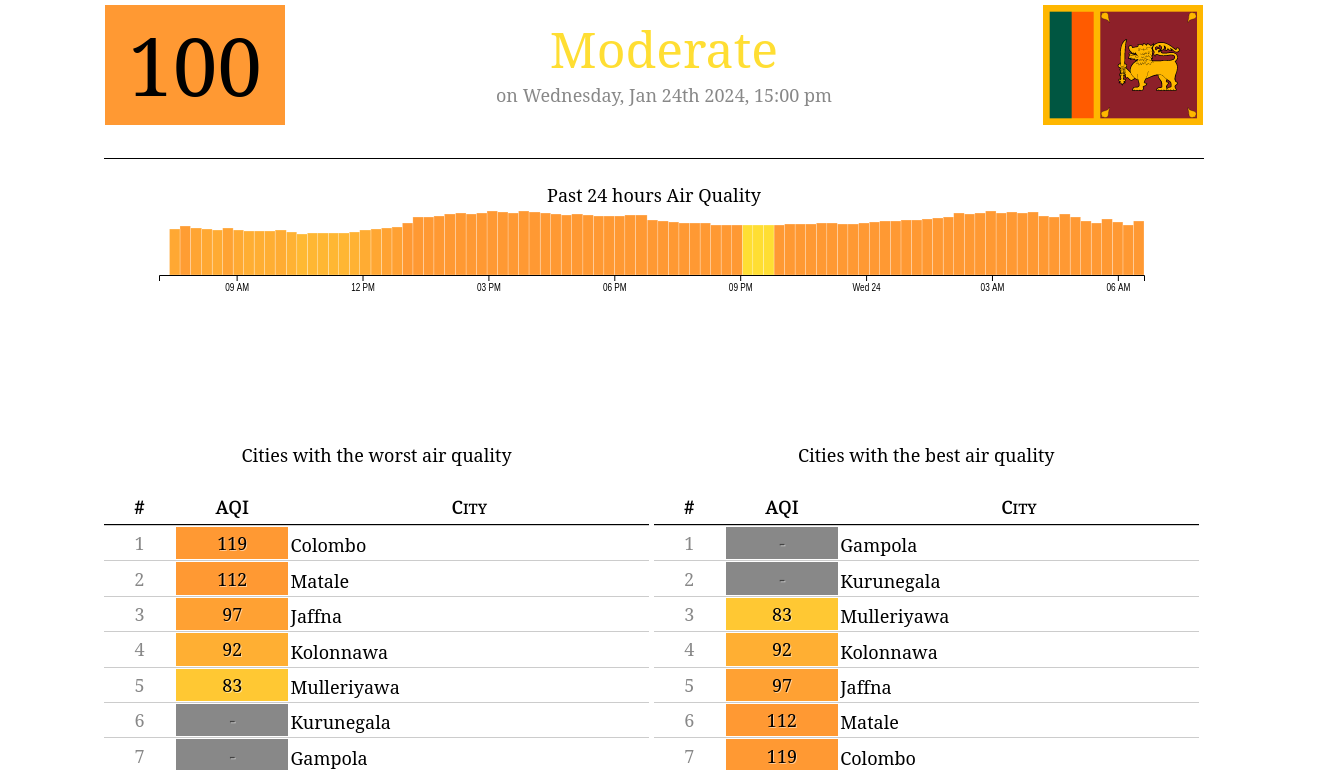 100
Moderate
on Wednesday, Jan 24th 2024, 15:00 pm
Past 24 hours Air Quality
09 AM 12 PM 03 PM 06 PM 09 PM Wed 24 03 AM 06 AM
Cities with the worst air quality
# AQI City
1 119 Colombo
2 112 Matale
3 97 Jaffna
4 92 Kolonnawa
5 83 Mulleriyawa
6 - Kurunegala
7 - Gampola
Cities with the best air quality
# AQI City
1 - Gampola
2 - Kurunegala
3 83 Mulleriyawa
4 92 Kolonnawa
5 97 Jaffna
6 112 Matale
7 119 Colombo